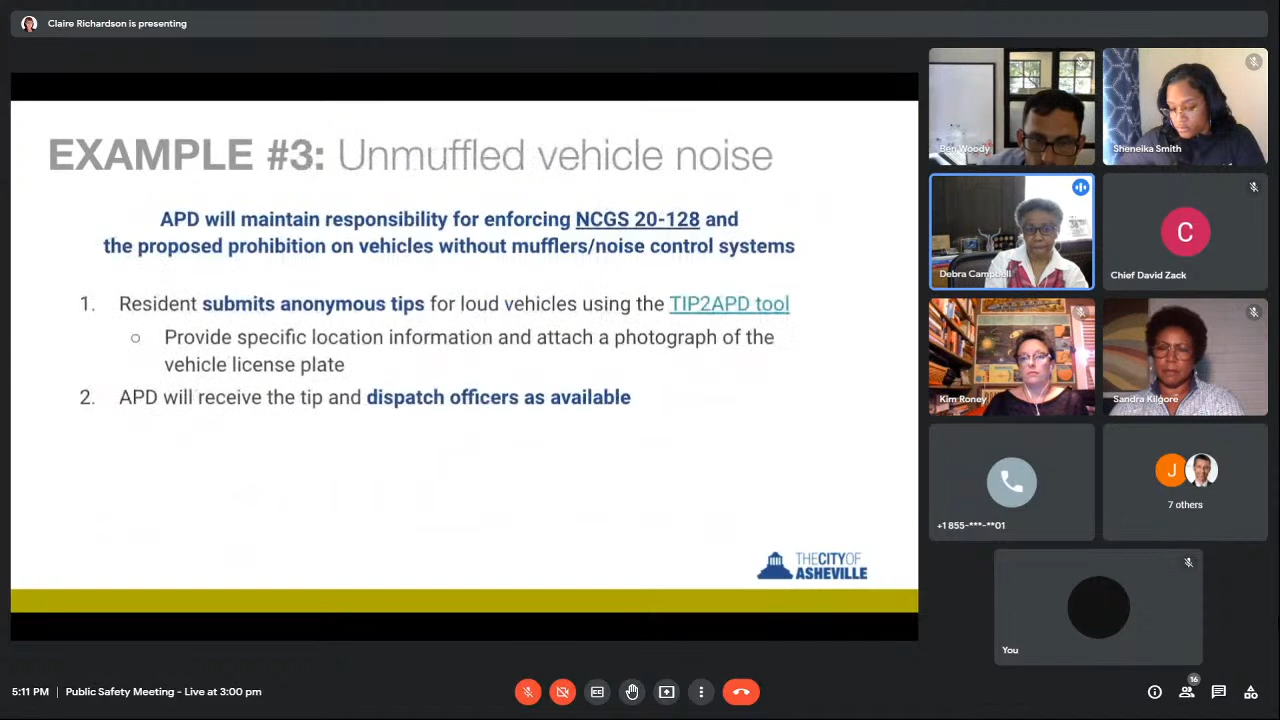 Claire Richardson is presenting
EXAMPLE #3: Unmuffled vehicle noise
APD will maintain responsibility for enforcing NCGS 20-128 and
the proposed prohibition on vehicles without mufflers/noise control systems
1. Resident submits anonymous tips for loud vehicles using the TIP2APD tool
○ Provide specific location information and attach a photograph of the
vehicle license plate
2. APD will receive the tip and dispatch officers as available
THE CITY OF
ASHEVILLE
Ben Woody
Sheneika Smith
Debra Campbell
C
Chief David Zack
Kim Roney
Sandra Kilgore
+1 855-***-**01
J
7 others
You
5:11 PM | Public Safety Meeting - Live at 3:00 pm
CC
16